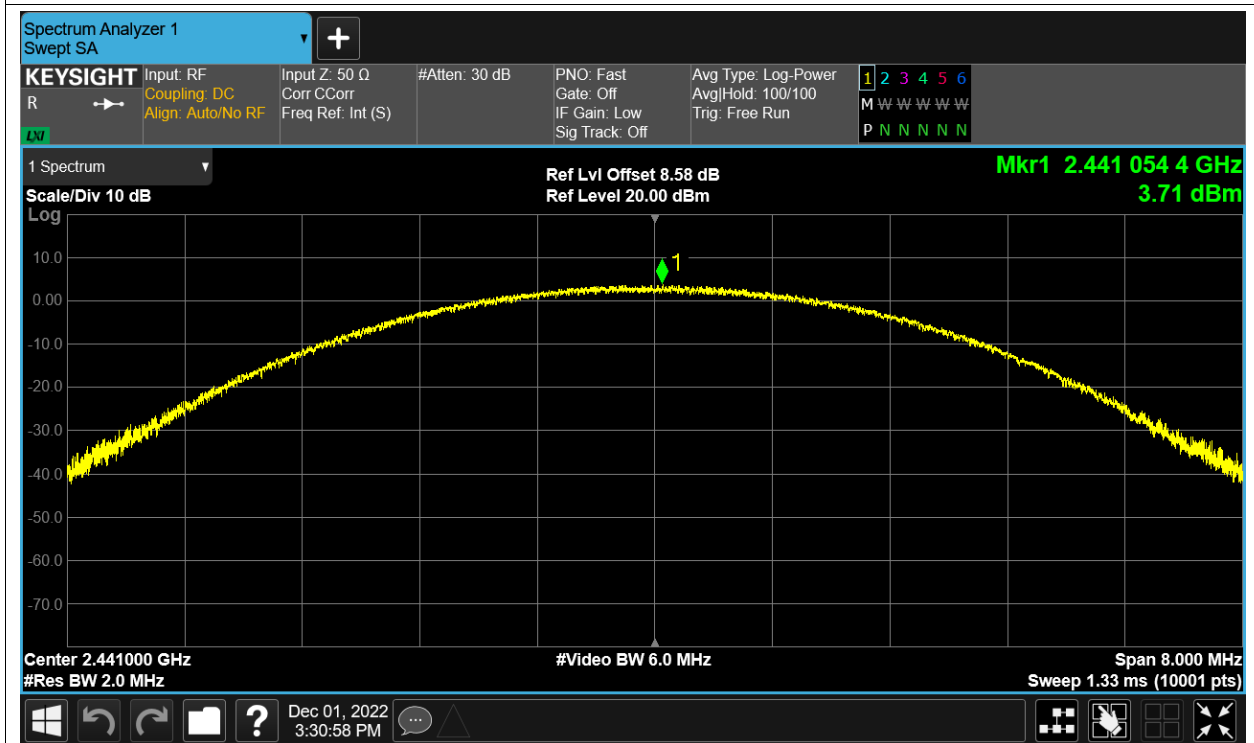 Spectrum Analyzer 1
Swept SA
+
KEYSIGHT
R
LXI
Input: RF
Coupling: DC
Align: Auto/No RF
Input Z: 50 Ω
Corr CCorr
Freq Ref: Int (S)
#Atten: 30 dB
PNO: Fast
Gate: Off
IF Gain: Low
Sig Track: Off
Avg Type: Log-Power
Avg|Hold: 100/100
Trig: Free Run
1 2 3 4 5 6
M W W W W W
P N N N N N
1 Spectrum
Scale/Div 10 dB
Log
Ref Lvl Offset 8.58 dB
Ref Level 20.00 dBm
Mkr1 2.441 054 4 GHz
3.71 dBm
1
10.0
0.00
-10.0
-20.0
-30.0
-40.0
-50.0
-60.0
-70.0
Center 2.441000 GHz
#Res BW 2.0 MHz
#Video BW 6.0 MHz
Span 8.000 MHz
Sweep 1.33 ms (10001 pts)
?
Dec 01, 2022
3:30:58 PM